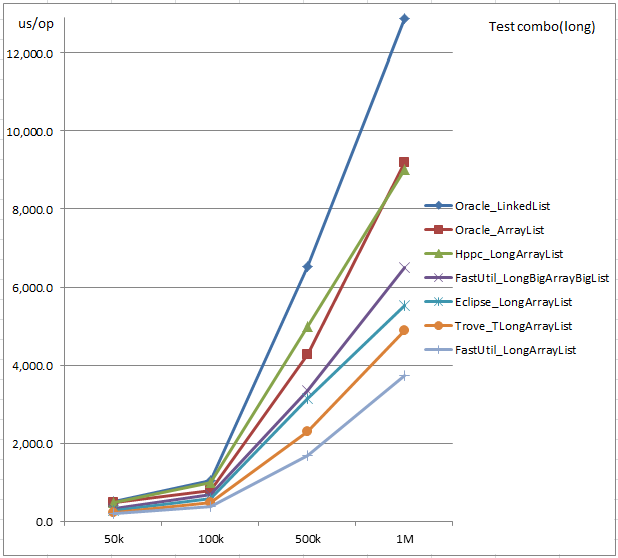 us/op
Test combo(long)
12,000.0
10,000.0
8,000.0
6,000.0
4,000.0
2,000.0
0.0
50k 100k 500k 1M
Oracle_LinkedList
Oracle_ArrayList
Hppc_LongArrayList
FastUtil_LongBigArrayBigList
Eclipse_LongArrayList
Trove_TLongArrayList
FastUtil_LongArrayList